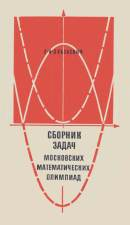 СБОРНИК
ЗАДАЧ
МОСКОВСКИХ
МАТЕМАТИЧЕСКИХ
ОЛИМПИАД